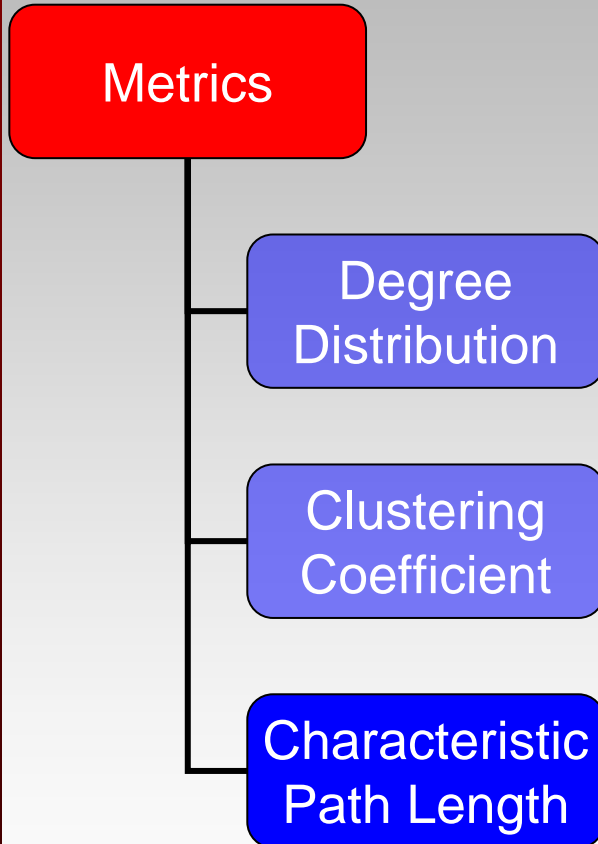 Metrics
Degree
Distribution
Clustering
Coefficient
Characteristic
Path Length